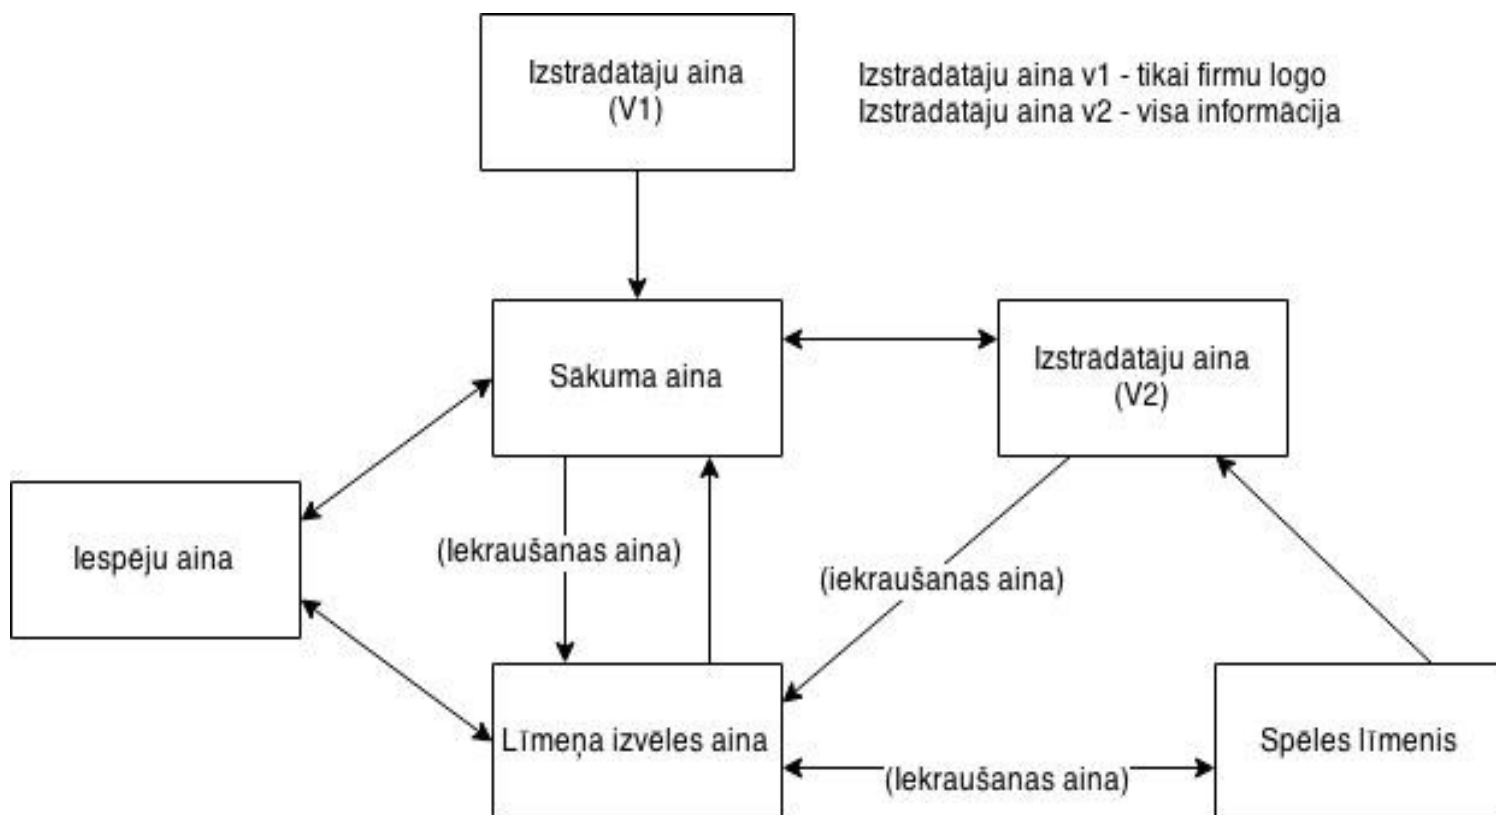 Izstrādātāju aina
(V1)
Izstrādātāju aina v1 - tikai firmu logo
Izstrādātāju aina v2 - visa informācija
Sākuma aina
Izstrādātāju aina
(V2)
Iespēju aina
(Iekraušanas aina)
(iekraušanas aina)
Līmeņa izvēles aina
(Iekraušanas aina)
Spēles līmenis